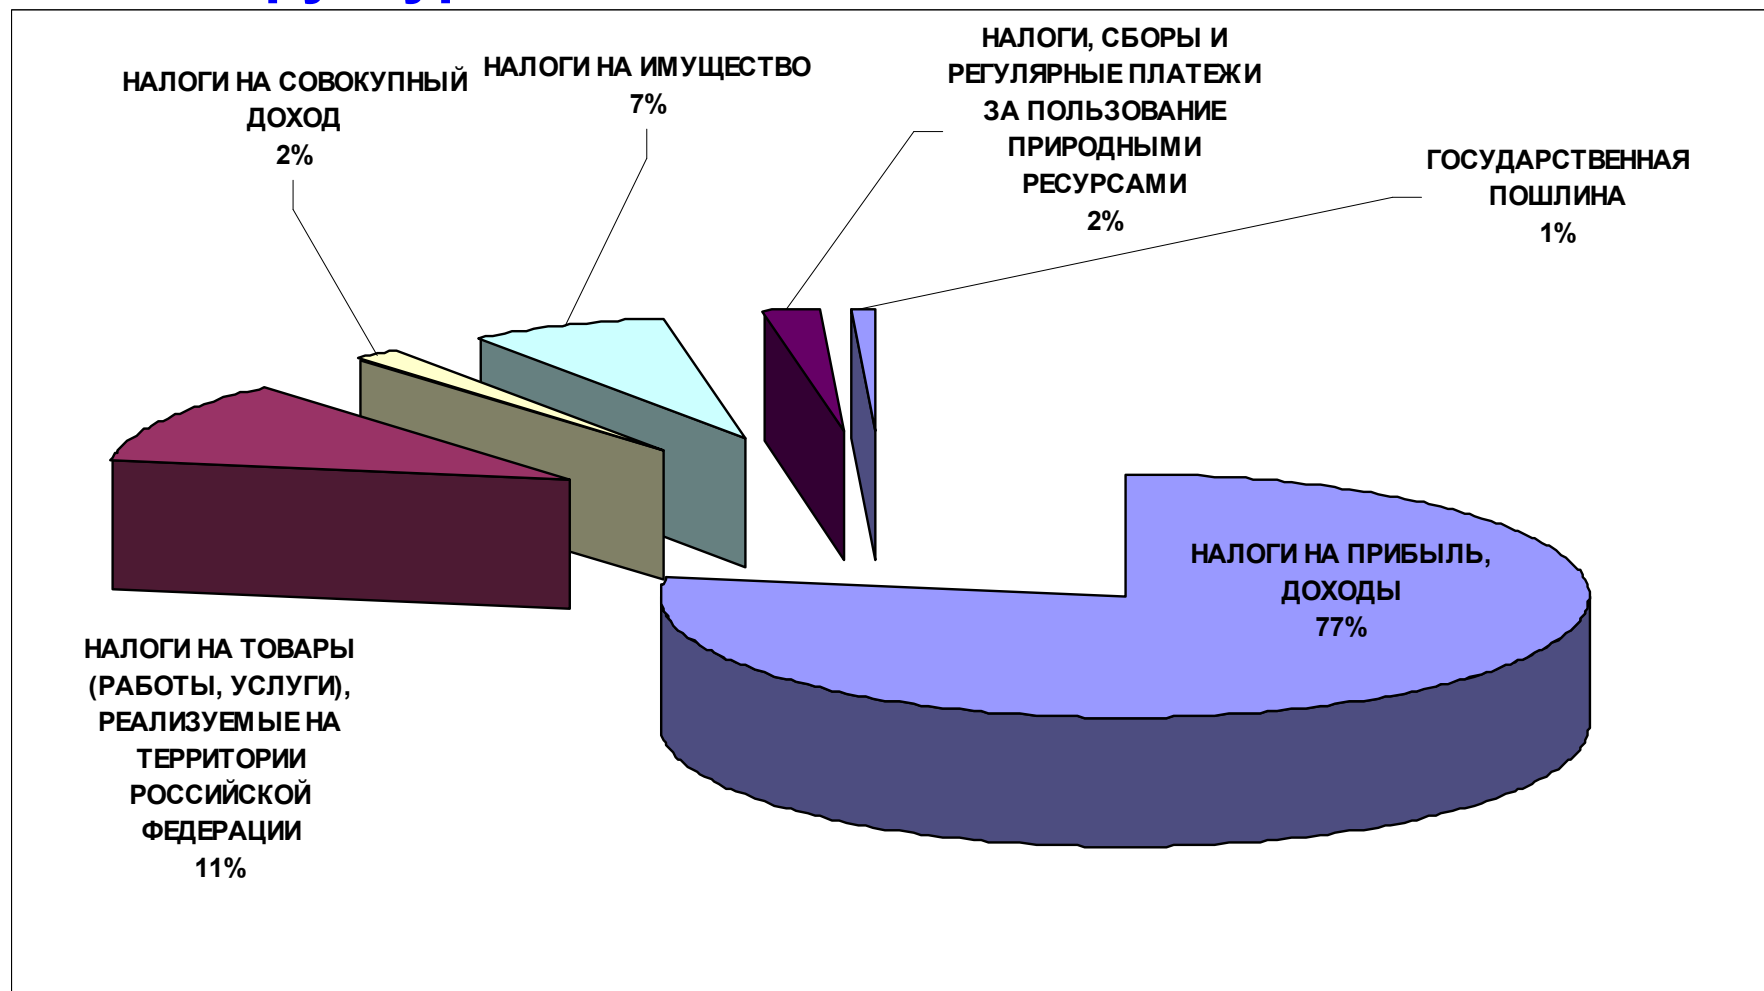 НАЛОГИ НА СОВОКУПНЫЙ
ДОХОД
2%
НАЛОГИ НА ИМУЩЕСТВО
7%
НАЛОГИ, СБОРЫ И
РЕГУЛЯРНЫЕ ПЛАТЕЖИ
ЗА ПОЛЬЗОВАНИЕ
ПРИРОДНЫМИ
РЕСУРСАМИ
2%
ГОСУДАРСТВЕННАЯ
ПОШЛИНА
1%
НАЛОГИ НА ПРИБЫЛЬ,
ДОХОДЫ
77%
НАЛОГИ НА ТОВАРЫ
(РАБОТЫ, УСЛУГИ),
РЕАЛИЗУЕМЫЕ НА
ТЕРРИТОРИИ
РОССИЙСКОЙ
ФЕДЕРАЦИИ
11%